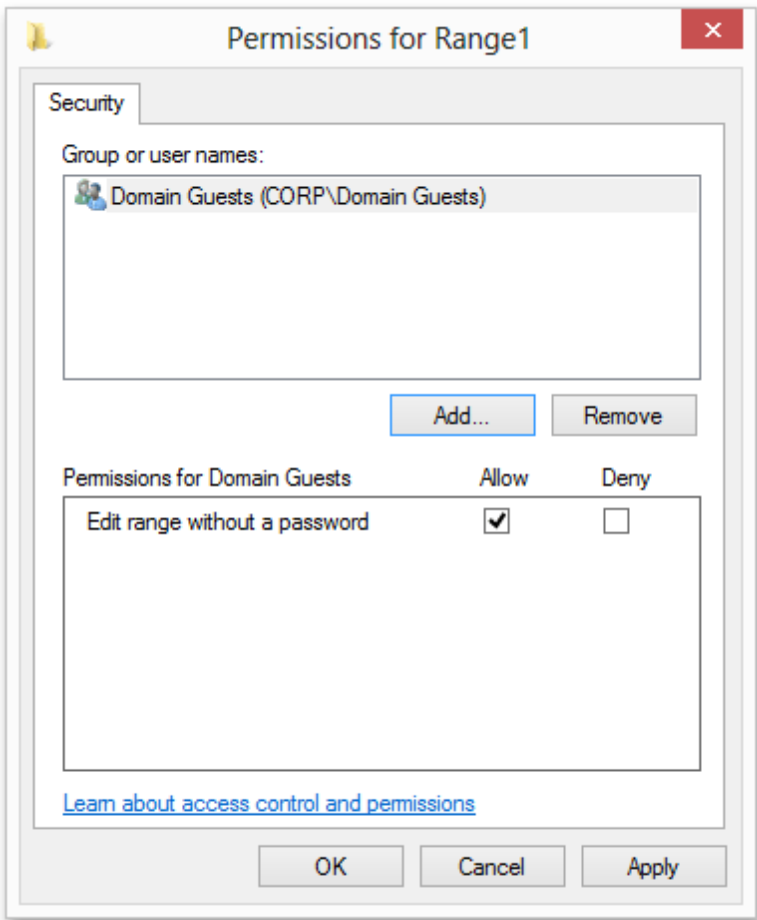 Permissions for Range1
Security
Group or user names:
Domain Guests (CORP\Domain Guests)
Add... Remove
Permissions for Domain Guests Allow Deny
Edit range without a password
Learn about access control and permissions
OK Cancel Apply